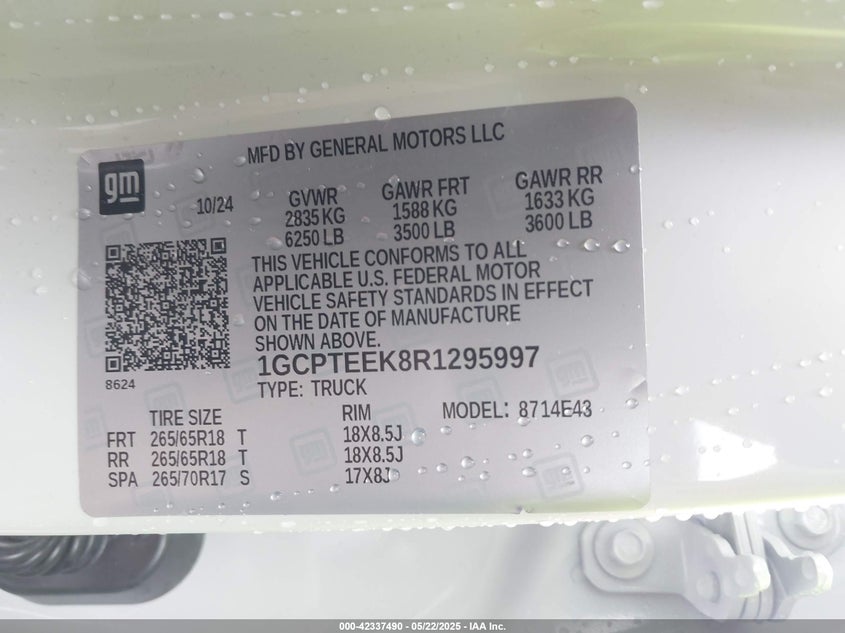 MFD BY GENERAL MOTORS LLC
gm
10/24
GVWR GAWR FRT GAWR RR
2835 KG 1588 KG 1633 KG
6250 LB 3500 LB 3600 LB
THIS VEHICLE CONFORMS TO ALL
APPLICABLE U.S. FEDERAL MOTOR
VEHICLE SAFETY STANDARDS IN EFFECT
ON THE DATE OF MANUFACTURE
SHOWN ABOVE.
1GCPTEEK8R1295997
8624
TYPE: TRUCK
TIRE SIZE RIM MODEL: 8714E43
FRT 265/65R18 T 18X8.5J
RR 265/65R18 T 18X8.5J
SPA 265/70R17 S 17X8J
000-42337490 - 05/22/2025 - IAA Inc.